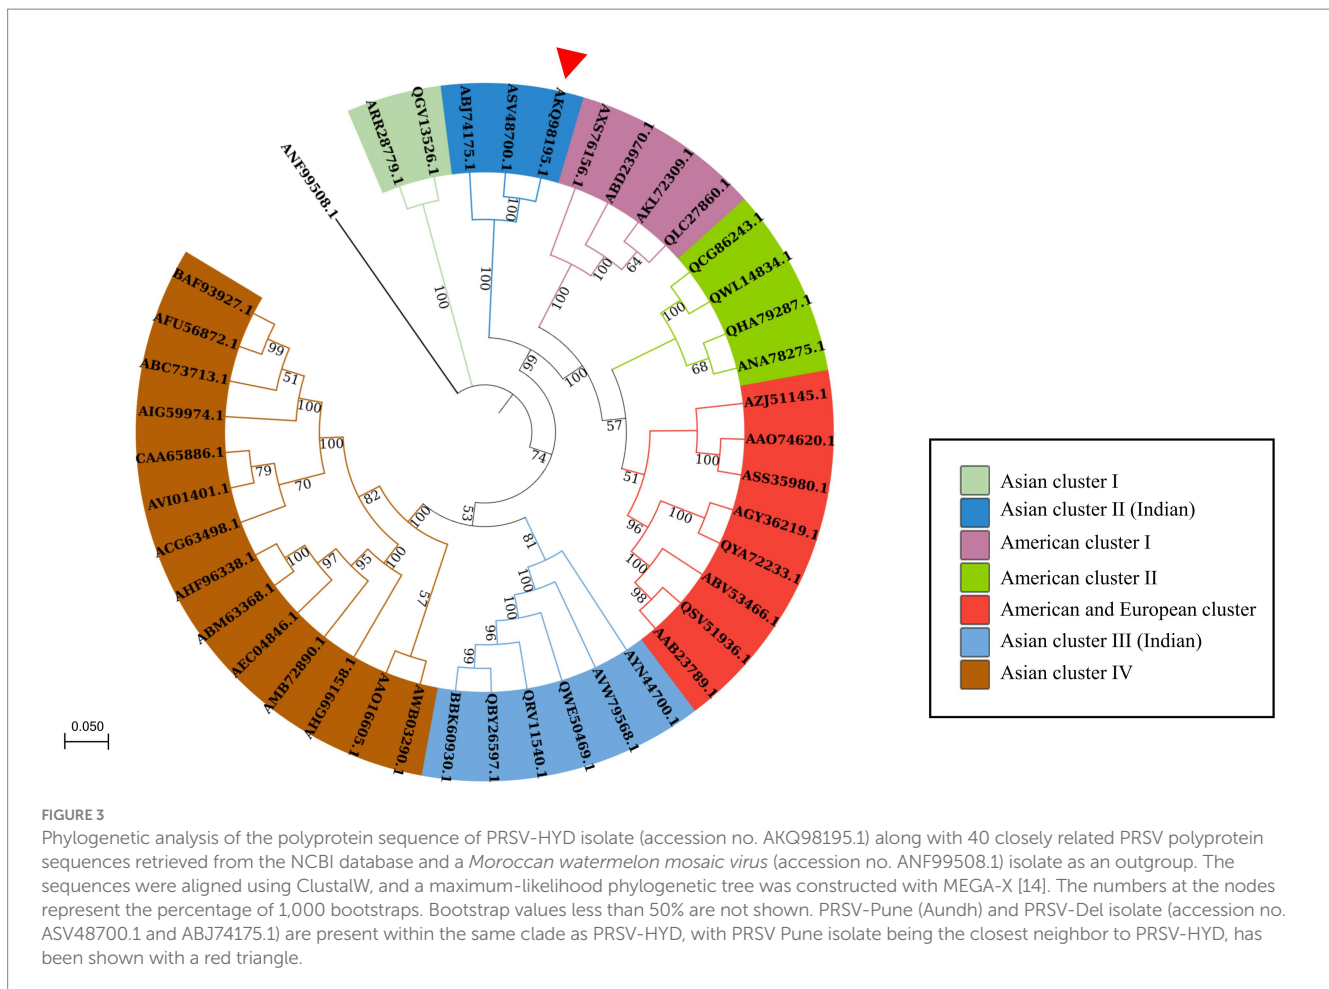 ANF99508.1
ARR28779.1
QGV13526.1
ABJ74175.1
ASV48700.1
AKQ98195.1
AXS76156.1
ABD23970.1
AKL72309.1
QLC27860.1
QCG86243.1
QWL14834.1
QHA79287.1
ANA78275.1
AZJ51145.1
AAO74620.1
ASS35980.1
AGY36219.1
QYA72233.1
ABV53466.1
QSV51936.1
AAB23789.1
AYN44700.1
AVW79568.1
QWE50469.1
QRV11540.1
QBY26597.1
BBK60930.1
AWB03290.1
AAO16605.1
AHG99158.1
AMB72890.1
AEC04846.1
ABM63368.1
AHF96338.1
ACG63498.1
AVI01401.1
CAA65886.1
AIG59974.1
ABC73713.1
AFU56872.1
BAF93927.1
100
100
100
100
100
64
100
68
99
100
57
51
100
96
100
100
98
74
53
81
100
100
96
99
100
57
82
100
95
97
100
100
70
79
100
51
99
0.050
Asian cluster I
Asian cluster II (Indian)
American cluster I
American cluster II
American and European cluster
Asian cluster III (Indian)
Asian cluster IV
FIGURE 3
Phylogenetic analysis of the polyprotein sequence of PRSV-HYD isolate (accession no. AKQ98195.1) along with 40 closely related PRSV polyprotein
sequences retrieved from the NCBI database and a Moroccan watermelon mosaic virus (accession no. ANF99508.1) isolate as an outgroup. The
sequences were aligned using ClustalW, and a maximum-likelihood phylogenetic tree was constructed with MEGA-X [14]. The numbers at the nodes
represent the percentage of 1,000 bootstraps. Bootstrap values less than 50% are not shown. PRSV-Pune (Aundh) and PRSV-Del isolate (accession no.
ASV48700.1 and ABJ74175.1) are present within the same clade as PRSV-HYD, with PRSV Pune isolate being the closest neighbor to PRSV-HYD, has
been shown with a red triangle.